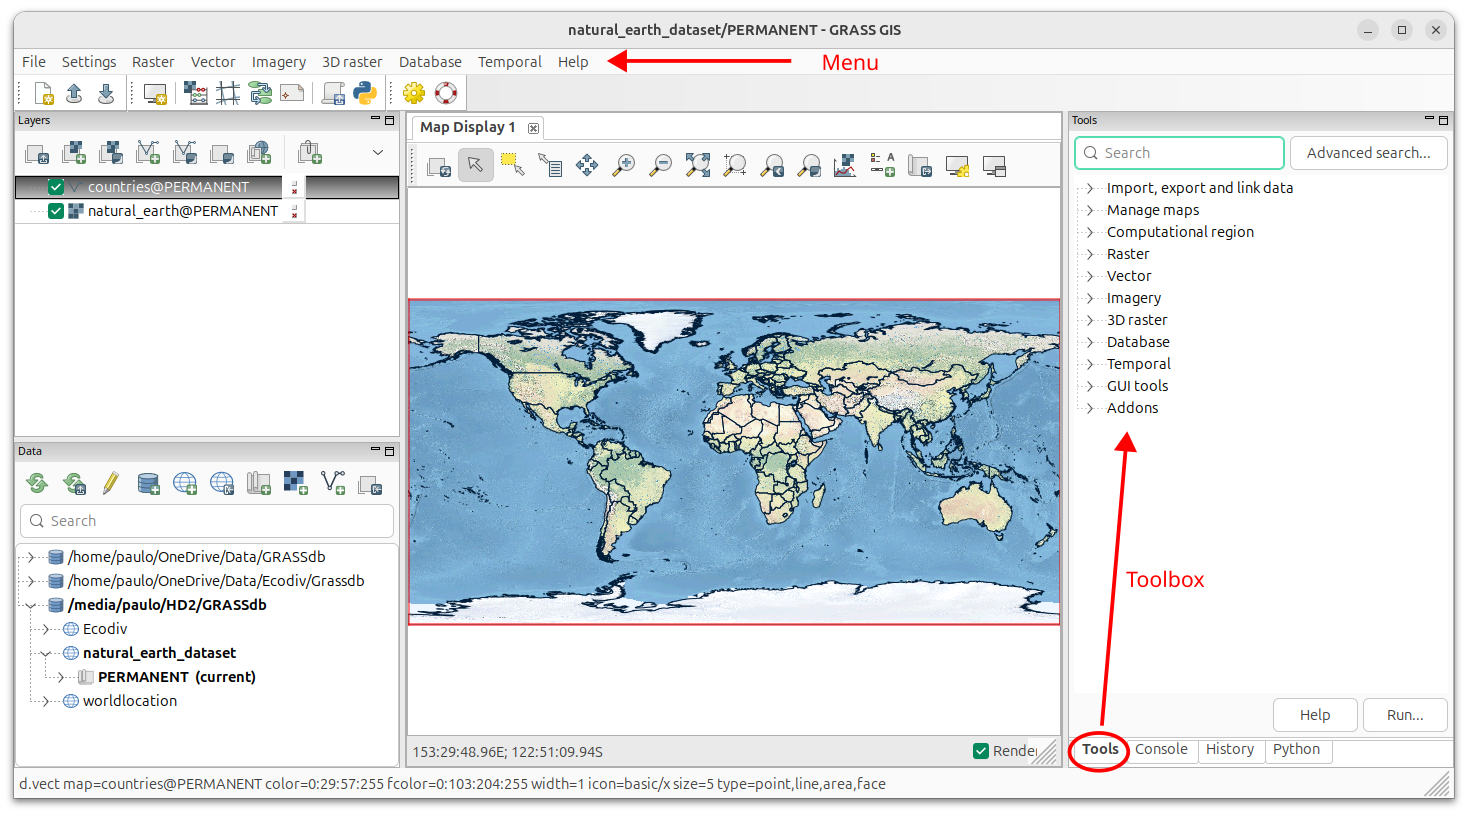 natural_earth_dataset/PERMANENT - GRASS GIS
File Settings Raster Vector Imagery 3D raster Database Temporal Help
Menu
Layers
countries@PERMANENT
natural_earth@PERMANENT
Data
Search
/home/paulo/OneDrive/Data/GRASSdb
/home/paulo/OneDrive/Data/Ecodiv/Grassdb
/media/paulo/HD2/GRASSdb
Ecodiv
natural_earth_dataset
PERMANENT (current)
worldlocation
Map Display 1
A
153:29:48.96E; 122:51:09.94S
Rende
Tools
Search
Advanced search...
Import, export and link data
Manage maps
Computational region
Raster
Vector
Imagery
3D raster
Database
Temporal
GUI tools
Addons
Toolbox
Help Run...
Tools Console History Python
d.vect map=countries@PERMANENT color=0:29:57:255 fcolor=0:103:204:255 width=1 icon=basic/x size=5 type=point,line,area,face